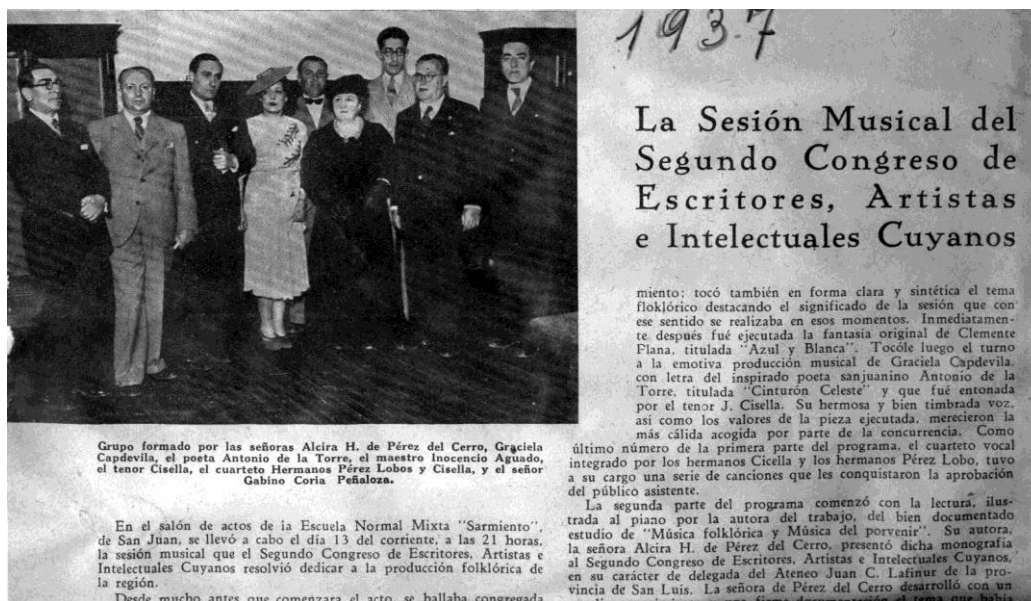 1937
La Sesión Musical del
Segundo Congreso de
Escritores, Artistas
e Intelectuales Cuyanos
Grupo formado por las señoras Alcira H. de Pérez del Cerro, Graciela
Capdevila, el poeta Antonio de la Torre, el maestro Inocencio Aguado,
el tenor Cisella, el cuarteto Hermanos Pérez Lobos y Cisella, y el señor
Gabino Coria Peñaloza.
En el salón de actos de la Escuela Normal Mixta "Sarmiento",
de San Juan, se llevó a cabo el día 13 del corriente, a las 21 horas,
la sesión musical que el Segundo Congreso de Escritores, Artistas e
Intelectuales Cuyanos resolvió dedicar a la producción folklórica de
la región.
Desde mucho antes que comenzara el acto, se hallaba congregada
miento; tocó también en forma clara y sintética el tema
floklórico destacando el significado de la sesión que con
ese sentido se realizaba en esos momentos. Inmediatamen-
te después fué ejecutada la fantasía original de Clemente
Flana, titulada "Azul y Blanca". Tocóle luego el turno
a la emotiva producción musical de Graciela Capdevila,
con letra del inspirado poeta sanjuanino Antonio de la
Torre, titulada "Cinturón Celeste" y que fué entonada
por el tenor J. Cisella. Su hermosa y bien timbrada voz,
así como los valores de la pieza ejecutada, merecieron la
más cálida acogida por parte de la concurrencia. Como
último número de la primera parte del programa, el cuarteto vocal
integrado por los hermanos Cicella y los hermanos Pérez Lobo, tuvo
a su cargo una serie de canciones que les conquistaron la aprobación
del público asistente.
La segunda parte del programa comenzó con la lectura, ilus-
trada al piano por la autora del trabajo, del bien documentado
estudio de "Música folklórica y Música del porvenir". Su autora,
la señora Alcira H. de Pérez del Cerro, presentó dicha monografía
al Segundo Congreso de Escritores, Artistas e Intelectuales Cuyanos,
en su carácter de delegada del Ateneo Juan C. Lafinur de la pro-
vincia de San Luis. La señora de Pérez del Cerro desarrolló con un